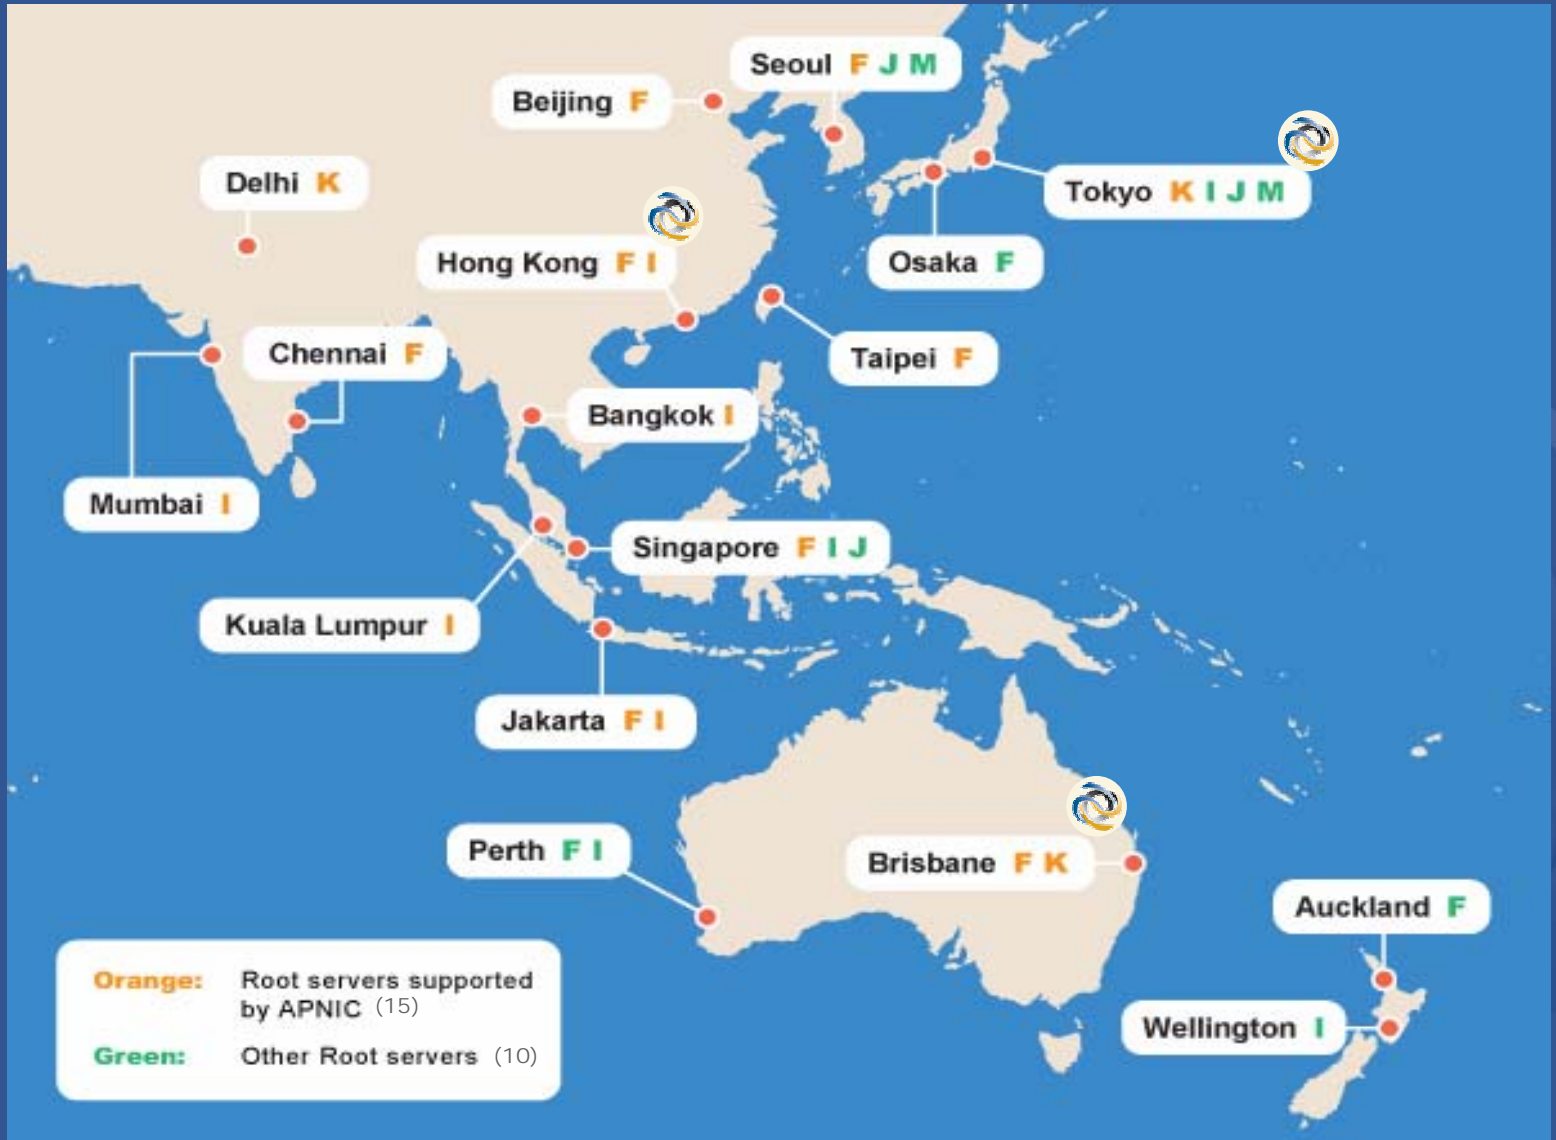 Seoul F J M
Beijing F
Delhi K
Tokyo K I J M
Hong Kong F I
Osaka F
Chennai F
Taipei F
Bangkok I
Mumbai I
Singapore F I J
Kuala Lumpur I
Jakarta F I
Perth F I
Brisbane F K
Auckland F
Wellington I
Orange: Root servers supported
by APNIC (15)
Green: Other Root servers (10)